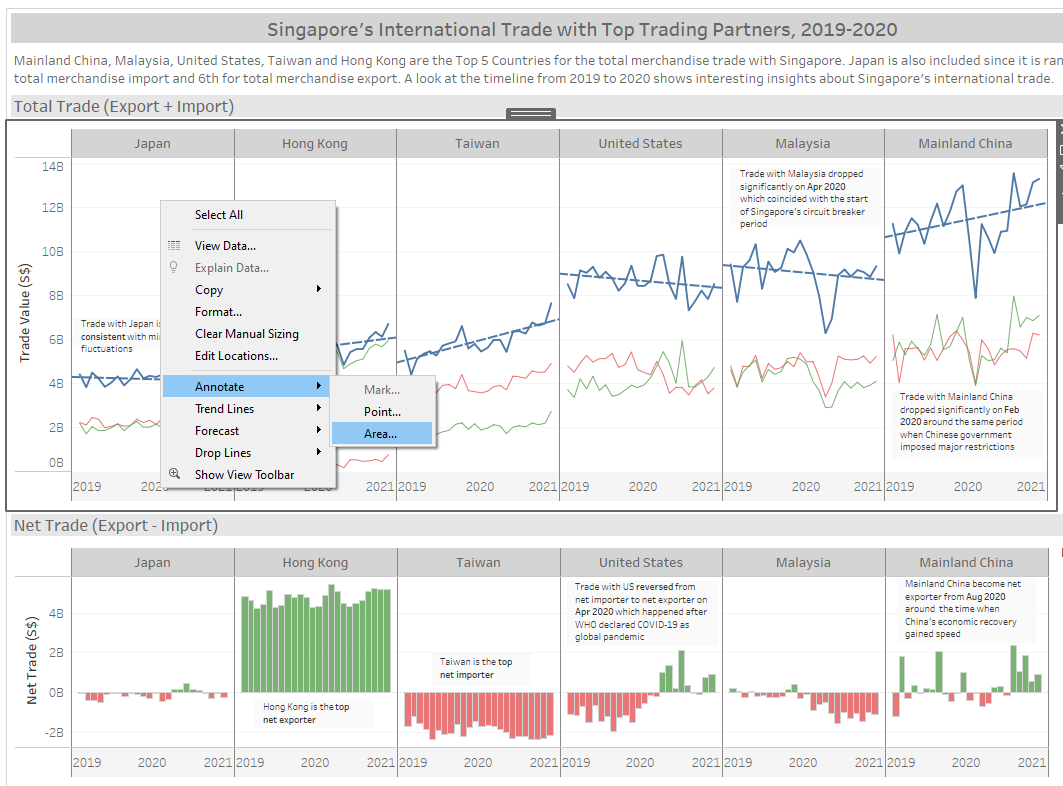 Singapore's International Trade with Top Trading Partners, 2019-2020
Mainland China, Malaysia, United States, Taiwan and Hong Kong are the Top 5 Countries for the total merchandise trade with Singapore. Japan is also included since it is
total merchandise import and 6th for total merchandise export. A look at the timeline from 2019 to 2020 shows interesting insights about Singapore's international trade.
Total Trade (Export + Import)
Japan
Hong Kong
Taiwan
United States
Malaysia
Mainland China
Trade Value (S$)
14B
12B
10B
8B
6B
4B
2B
0B
Trade with Japan is
consistent with
fluctuations
Trade with Malaysia dropped
significantly on Apr 2020
which coincided with the start
of Singapore's circuit breaker
period
Trade with Mainland China
dropped significantly on Feb
2020 around the same period
when Chinese government
imposed major restrictions
Select All
View Data...
Explain Data...
Copy
Format...
Clear Manual Sizing
Edit Locations...
Annotate
Trend Lines
Forecast
Drop Lines
Show View Toolbar
Mark...
Point...
Area...
2019
2021
2019 2020 2021
2019 2020 2021
2019 2020 2021
2019 2020 2021
Net Trade (Export - Import)
Japan
Hong Kong
Taiwan
United States
Malaysia
Mainland China
Net Trade (S$)
4B
2B
0B
-2B
Hong Kong is the top
net exporter
Taiwan is the top
net importer
Trade with US reversed from
net importer to net exporter on
Apr 2020 which happened after
WHO declared COVID-19 as
global pandemic
Mainland China become net
exporter from Aug 2020
around the time when
China's economic recovery
gained speed
2019 2020 2021
2019 2020 2021
2019 2020 2021
2019 2020 2021
2019 2020 2021
2019 2020 2021